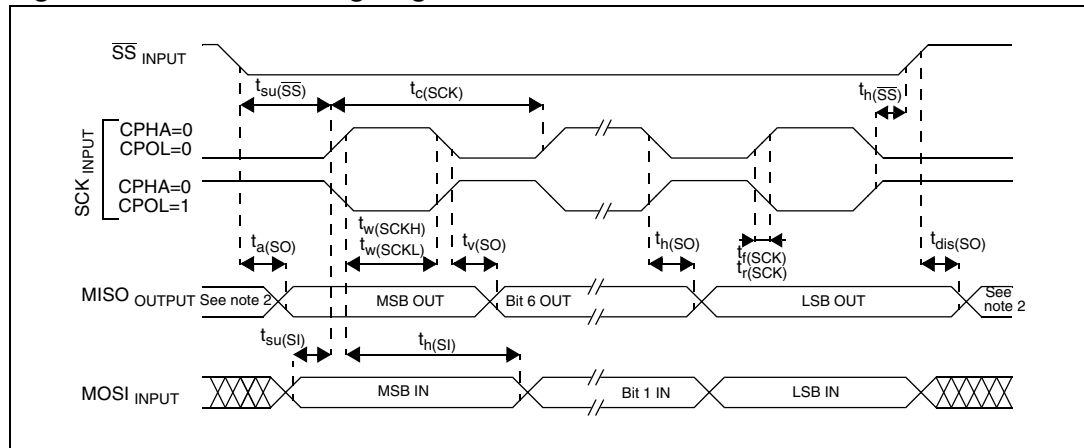 SS INPUT
tsu(SS)
tc(SCK)
th(SS)
SCK INPUT
CPHA=0
CPOL=0
CPHA=0
CPOL=1
tw(SCKH)
tw(SCKL)
ta(SO)
tv(SO)
th(SO)
tf(SCK)
tr(SCK)
tdis(SO)
MISO OUTPUT
See note 2
MSB OUT
Bit 6 OUT
LSB OUT
See
note 2
tsu(SI)
th(SI)
MOSI INPUT
MSB IN
Bit 1 IN
LSB IN